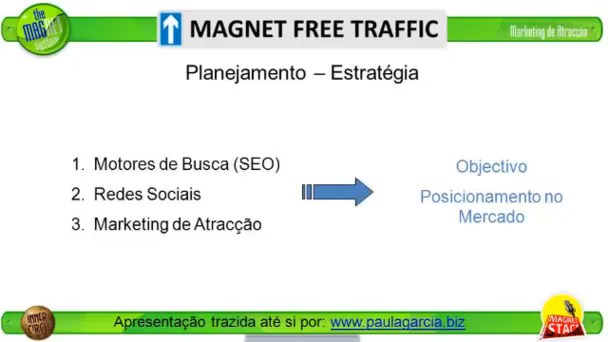 the
MAGNET
SYSTEM
MAGNET FREE TRAFFIC
Marketing de Atracção
Planejamento – Estratégia
1. Motores de Busca (SEO)
2. Redes Sociais
3. Marketing de Atracção
Objectivo
Posicionamento no
Mercado
INNER
CIRCLE
Apresentação trazida até si por: www.paulagarcia.biz
MAGNET
STACK